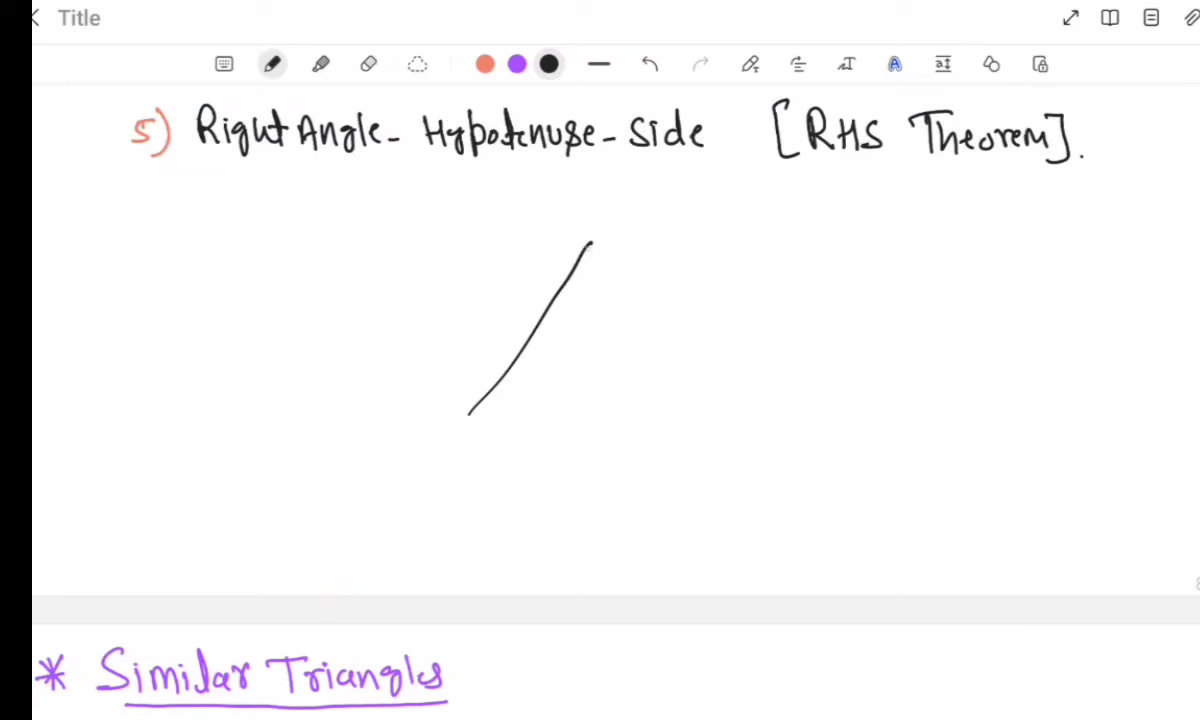 Title
5) Right Angle - Hypotenuse - Side [RHS Theorem].
* Similar Triangles